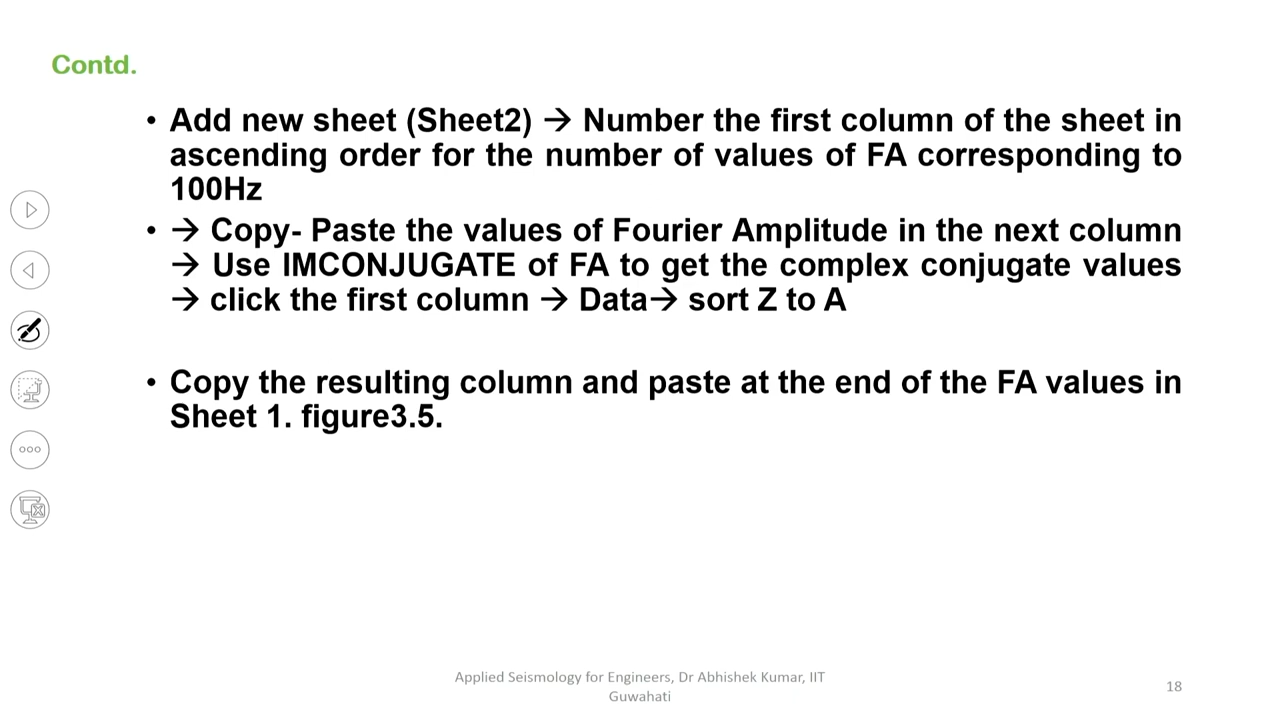 Contd.
• Add new sheet (Sheet2) → Number the first column of the sheet in
ascending order for the number of values of FA corresponding to
100Hz
• → Copy- Paste the values of Fourier Amplitude in the next column
→ Use IMCONJUGATE of FA to get the complex conjugate values
→ click the first column → Data→ sort Z to A
• Copy the resulting column and paste at the end of the FA values in
Sheet 1. figure3.5.
Applied Seismology for Engineers, Dr Abhishek Kumar, IIT
Guwahati
18